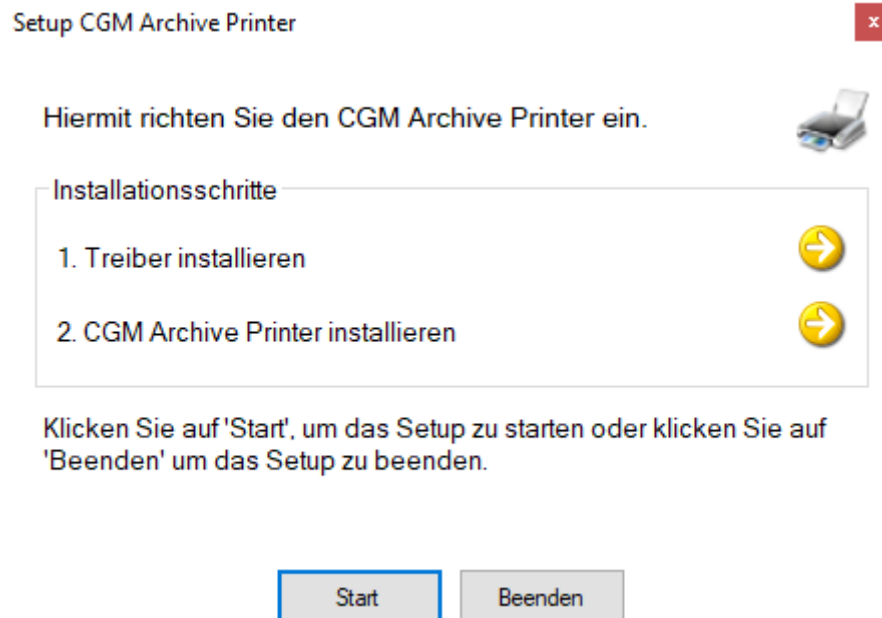 Setup CGM Archive Printer
x
Hiermit richten Sie den CGM Archive Printer ein.
Installationsschritte
1. Treiber installieren
2. CGM Archive Printer installieren
Klicken Sie auf 'Start', um das Setup zu starten oder klicken Sie auf
'Beenden' um das Setup zu beenden.
Start
Beenden